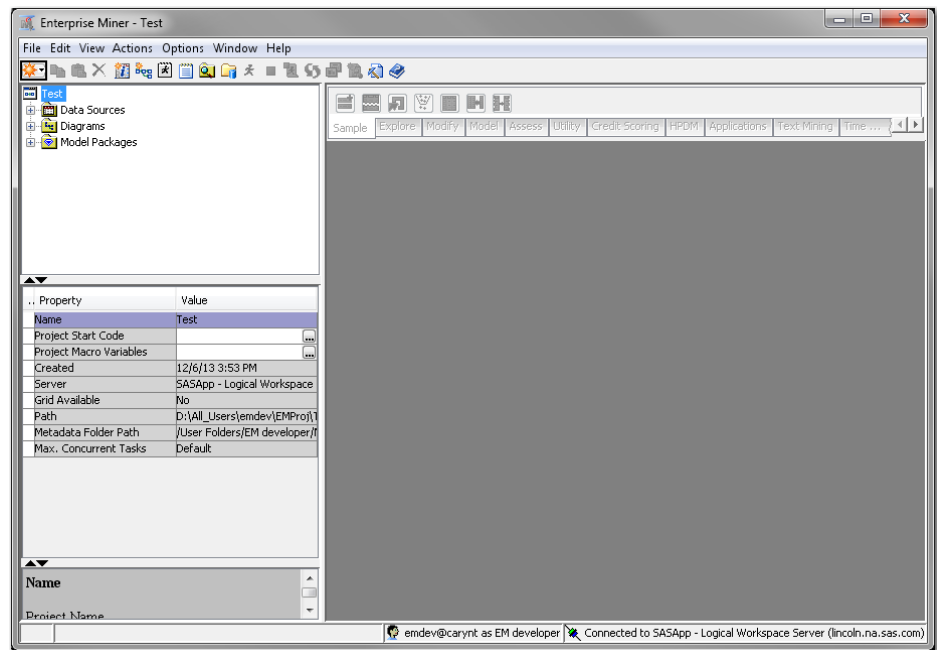 Enterprise Miner - Test
File Edit View Actions Options Window Help
Test
Data Sources
Diagrams
Model Packages
Sample Explore Modify Model Assess Utility Credit Scoring HPDM Applications Text Mining Time ...
.. Property Value
Name Test
Project Start Code ...
Project Macro Variables ...
Created 12/6/13 3:53 PM
Server SASApp - Logical Workspace
Grid Available No
Path D:\All_Users\emdev\EMProj\
Metadata Folder Path /User Folders/EM developer/
Max. Concurrent Tasks Default
Name
Project Name
emdev@carynt as EM developer Connected to SASApp - Logical Workspace Server (lincoln.na.sas.com)